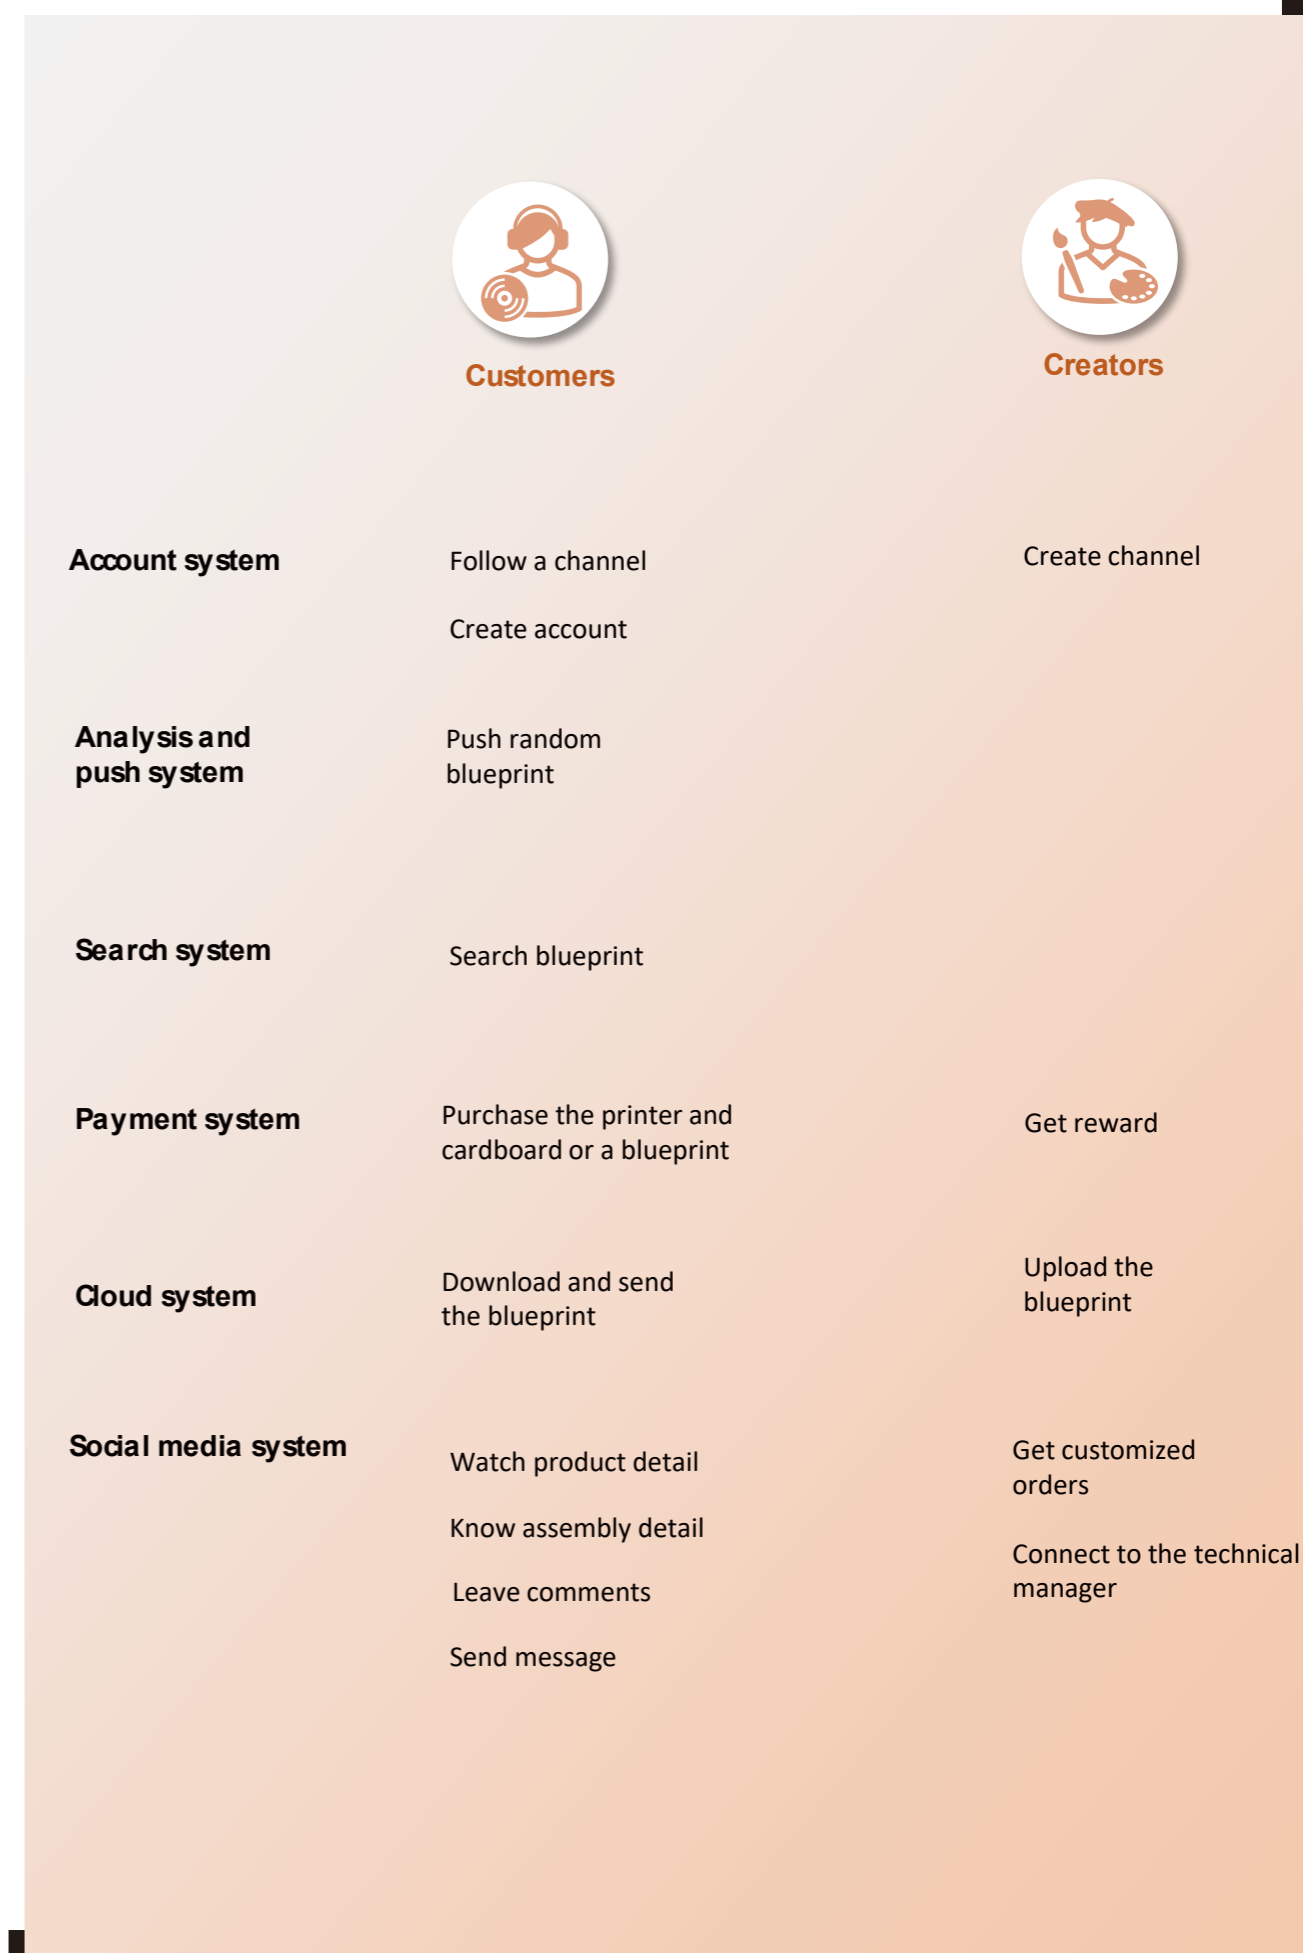 Customers
Creators
Account system
Follow a channel
Create channel
Create account
Analysis and
push system
Push random
blueprint
Search system
Search blueprint
Payment system
Purchase the printer and
cardboard or a blueprint
Get reward
Cloud system
Download and send
the blueprint
Upload the
blueprint
Social media system
Watch product detail
Know assembly detail
Leave comments
Send message
Get customized
orders
Connect to the technical
manager